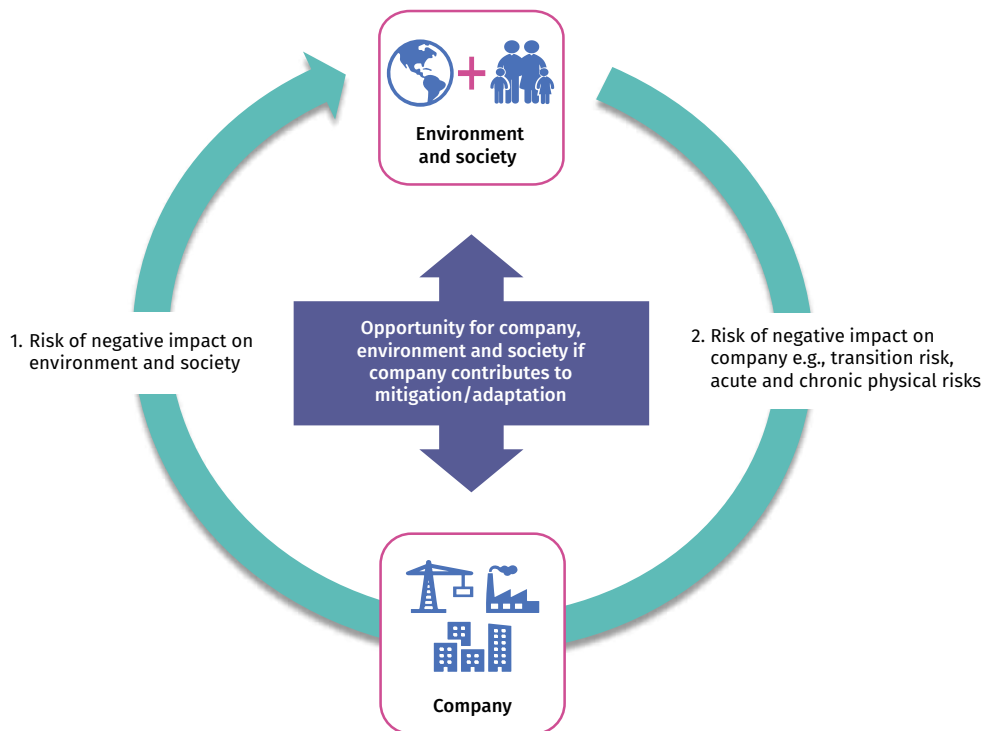 Environment
and society
Opportunity for company,
environment and society if
company contributes to
mitigation/adaptation
1. Risk of negative impact on
environment and society
2. Risk of negative impact on
company e.g., transition risk,
acute and chronic physical risks
Company